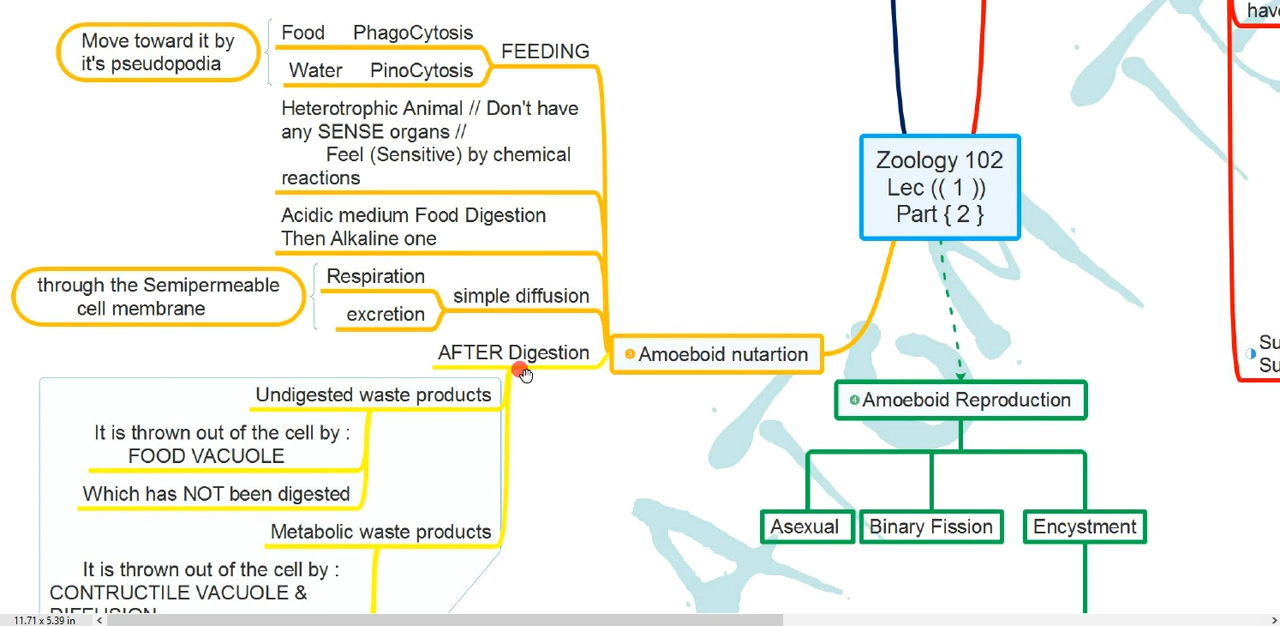 Move toward it by
it's pseudopodia
Food PhagoCytosis
Water PinoCytosis
FEEDING
Heterotrophic Animal // Don't have
any SENSE organs //
Feel (Sensitive) by chemical
reactions
Acidic medium Food Digestion
Then Alkaline one
through the Semipermeable
cell membrane
Respiration
excretion
simple diffusion
AFTER Digestion
Undigested waste products
It is thrown out of the cell by :
FOOD VACUOLE
Which has NOT been digested
Metabolic waste products
It is thrown out of the cell by :
CONTRUCTILE VACUOLE &
DIFFUSION
Amoeboid nutartion
Zoology 102
Lec (( 1 ))
Part { 2 }
Amoeboid Reproduction
Asexual
Binary Fission
Encystment
have
Su
Su
11.71 x 5.39 in